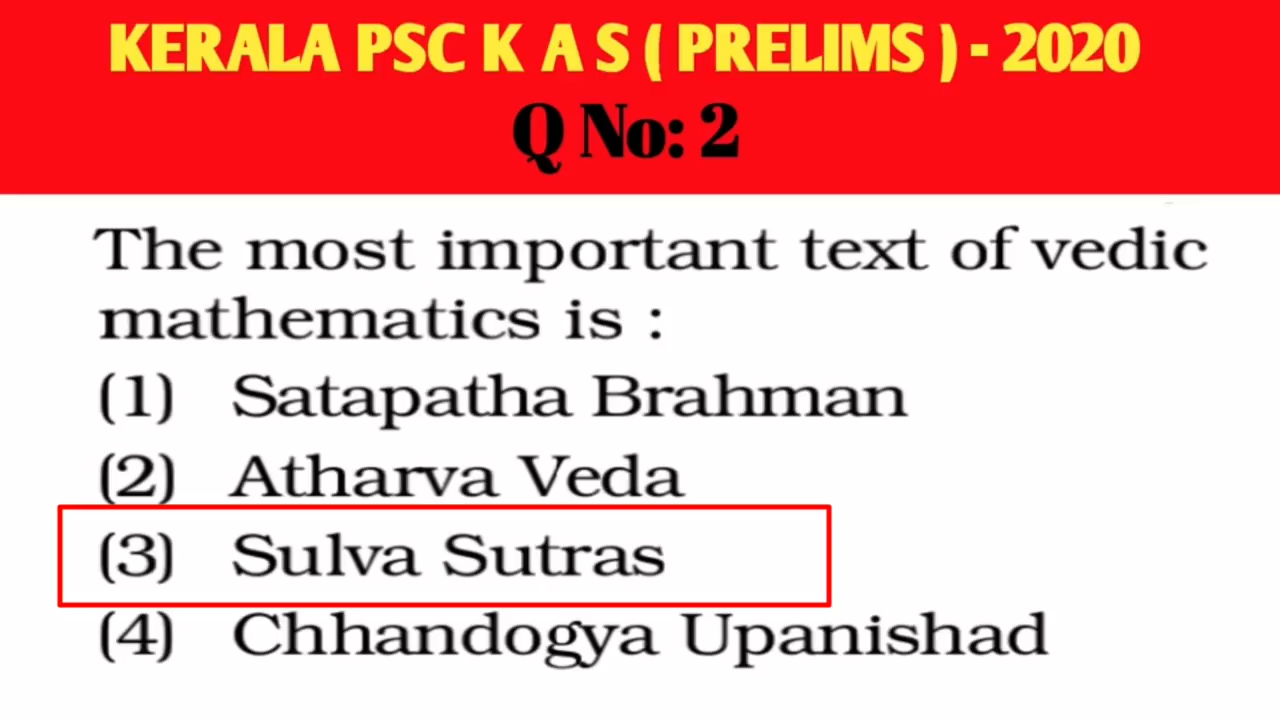 KERALA PSC K A S ( PRELIMS ) - 2020
Q No: 2
The most important text of vedic
mathematics is :
(1) Satapatha Brahman
(2) Atharva Veda
(3) Sulva Sutras
(4) Chhandogya Upanishad